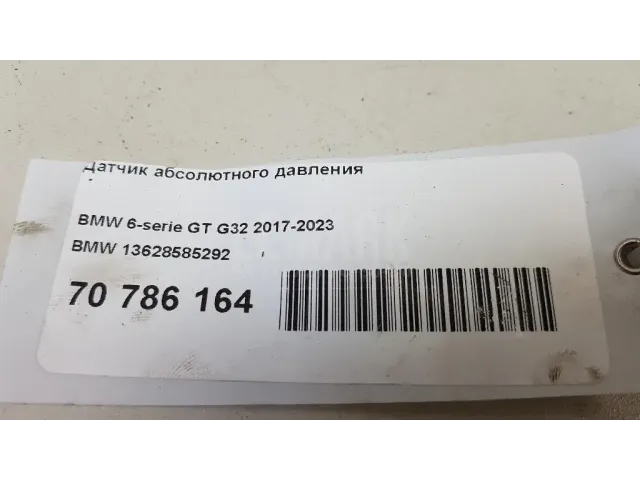 Датчик абсолютного давления
BMW 6-serie GT G32 2017-2023
BMW 13628585292
70 786 164